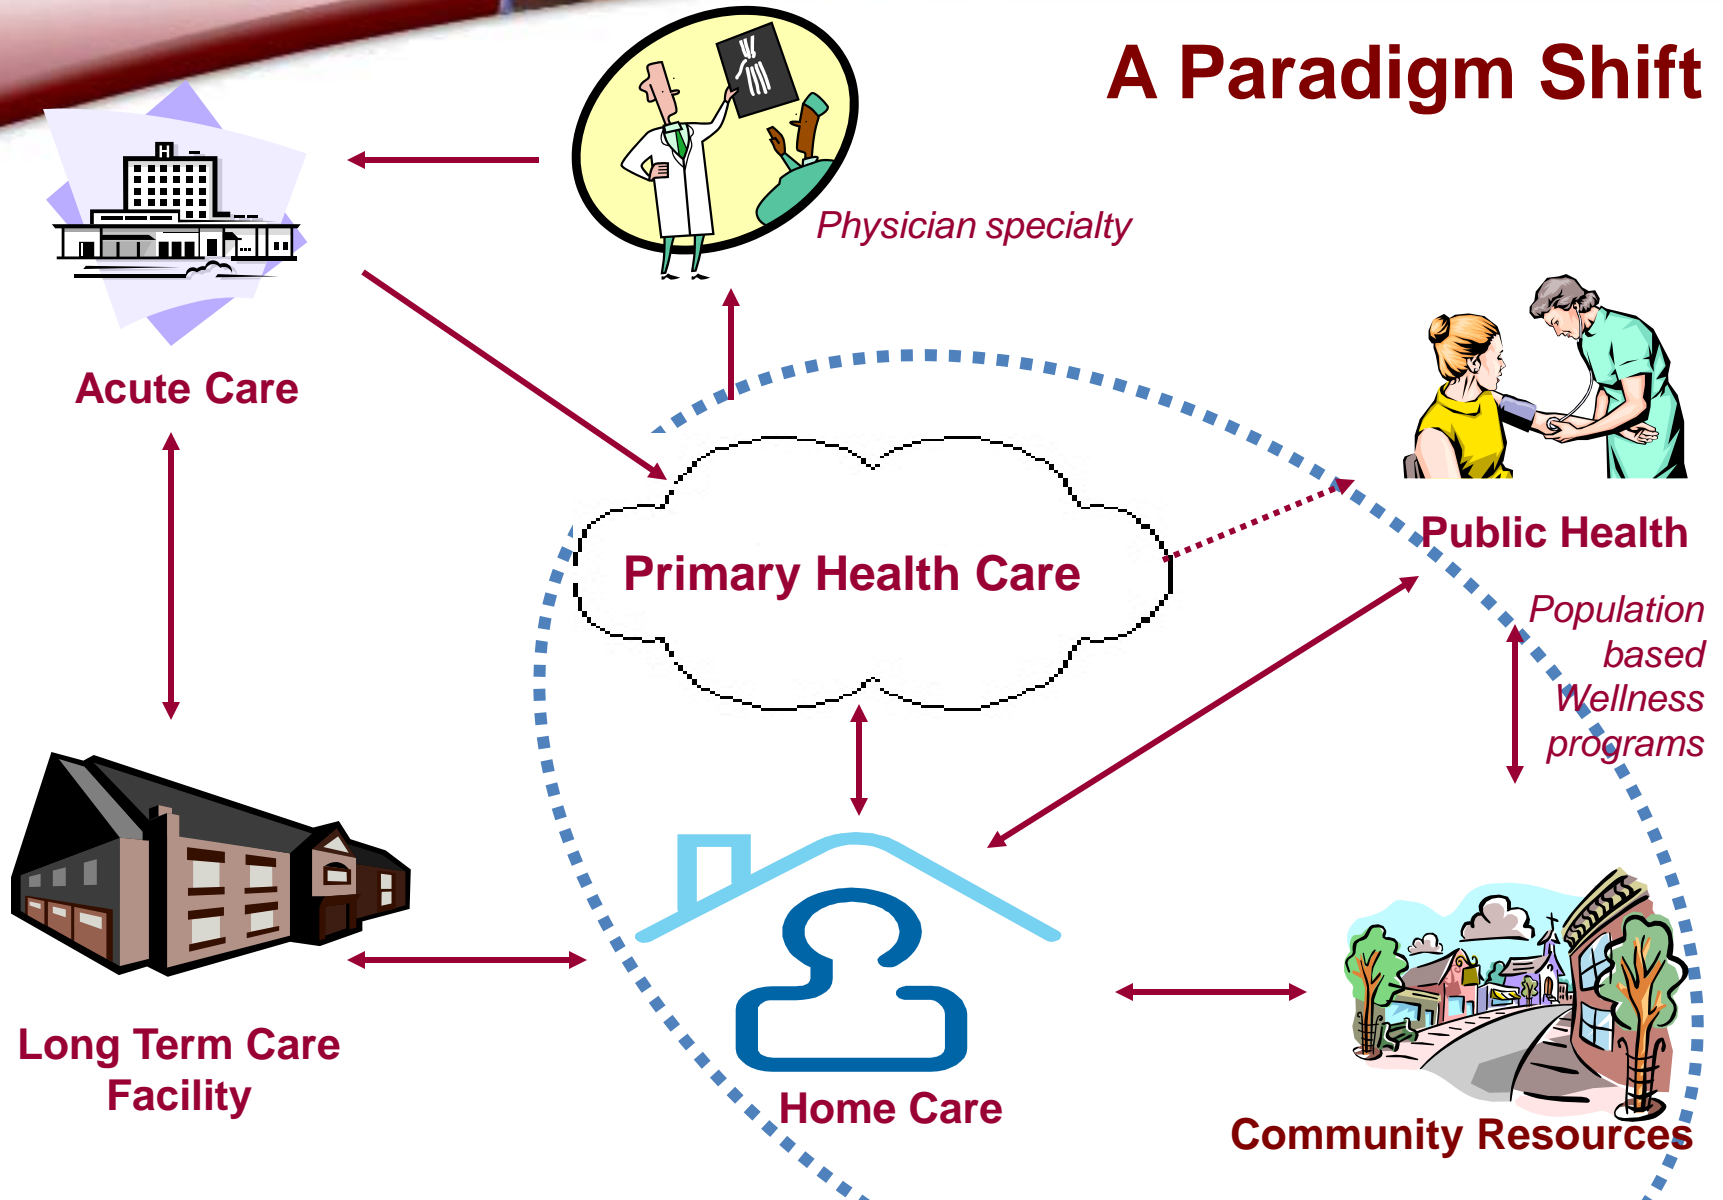 A Paradigm Shift
H
Physician specialty
Acute Care
Public Health
Primary Health Care
Population
based
Wellness
programs
Long Term Care
Facility
Home Care
Community Resources